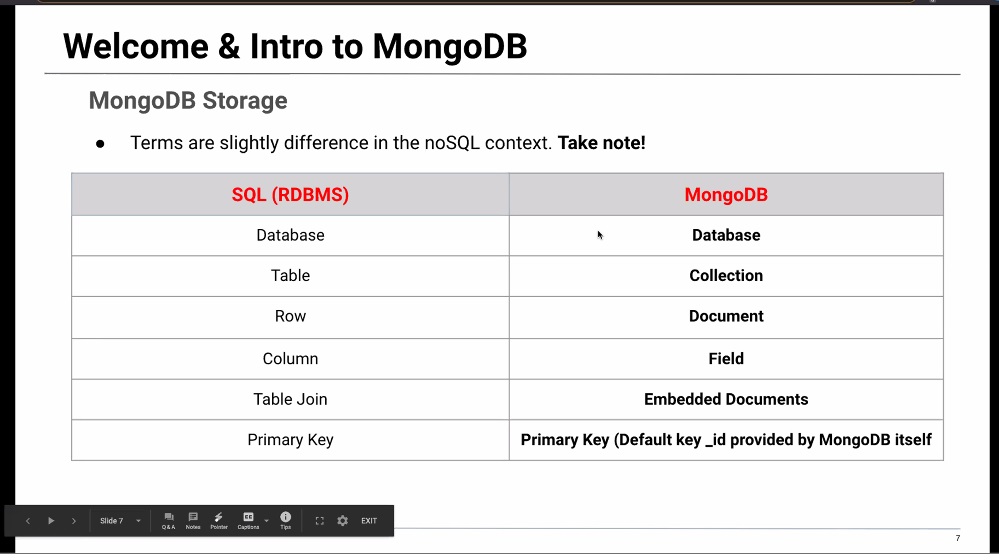 Welcome & Intro to MongoDB
MongoDB Storage
● Terms are slightly difference in the noSQL context. Take note!
SQL (RDBMS) MongoDB
Database Database
Table Collection
Row Document
Column Field
Table Join Embedded Documents
Primary Key Primary Key (Default key _id provided by MongoDB itself
Slide 7 Q&A Notes Pointer Captions Tips EXIT
7